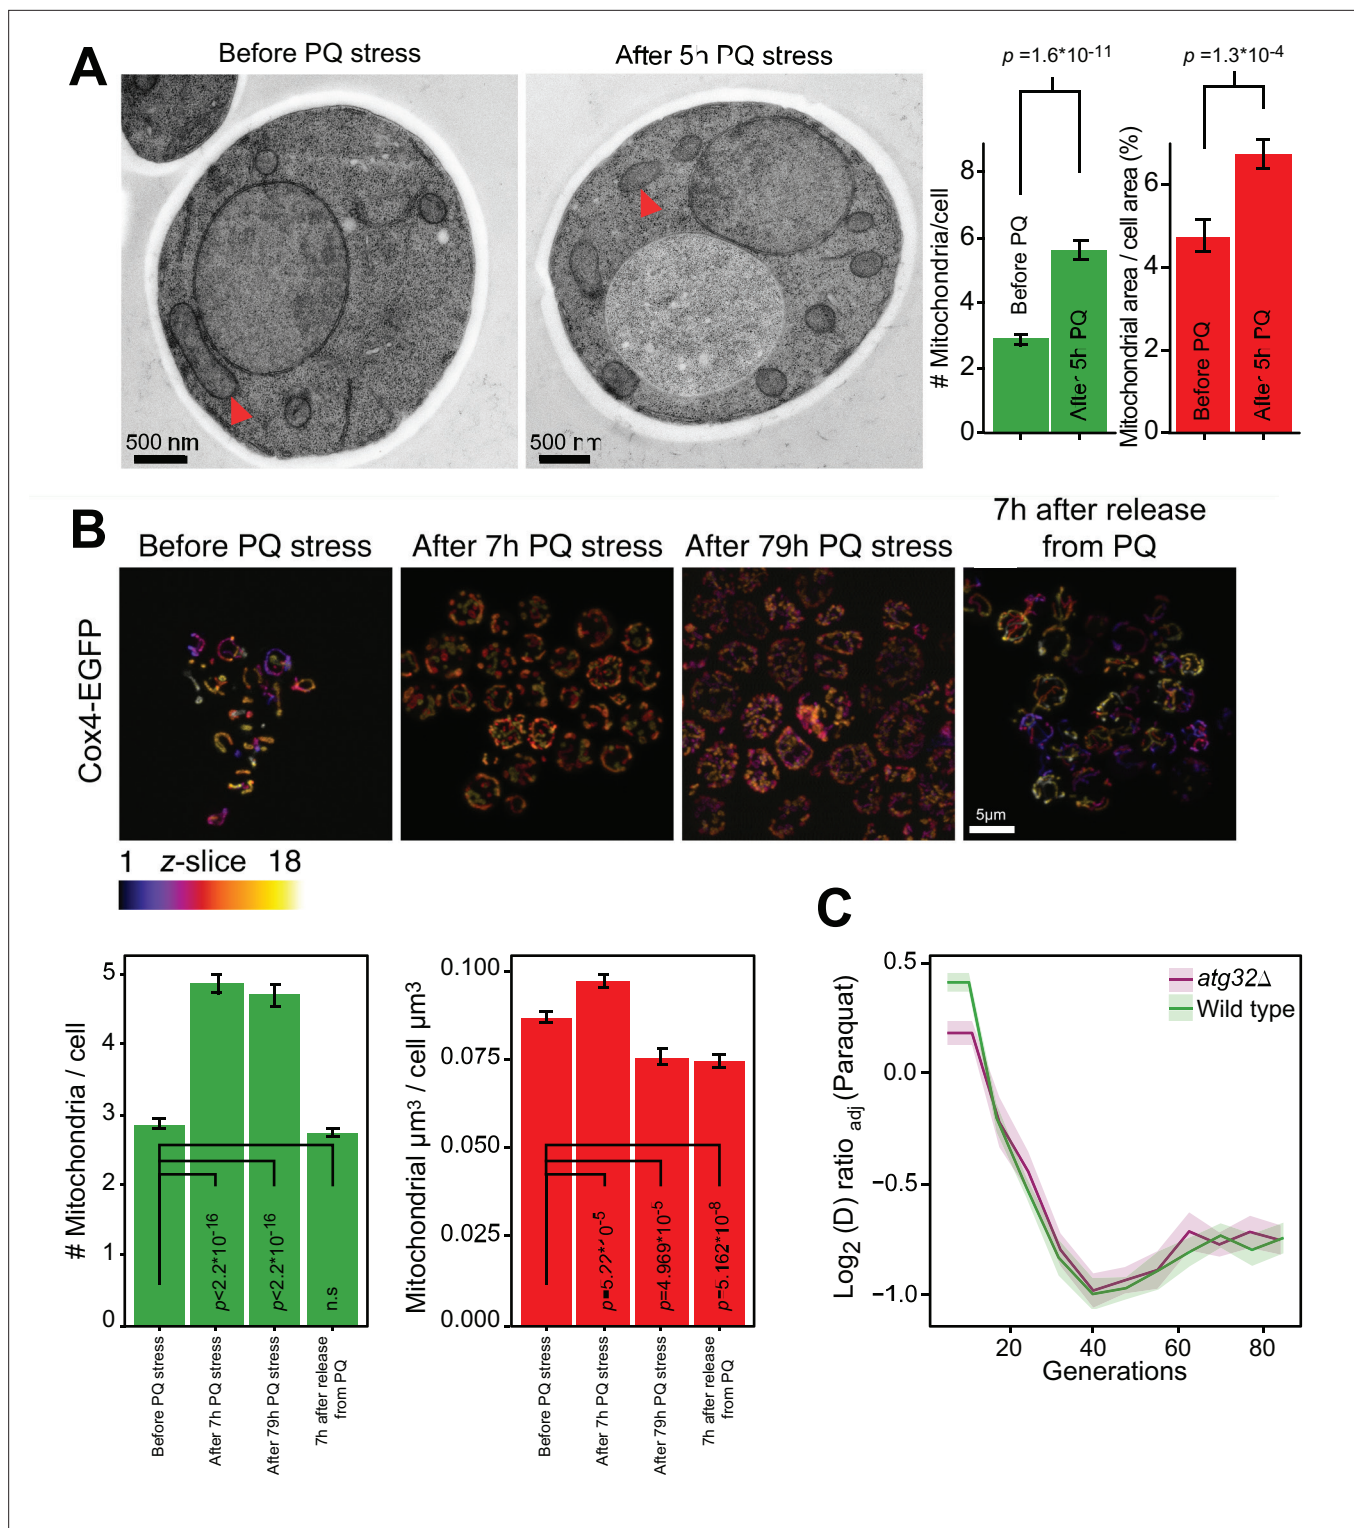 A
Before PQ stress
After 5h PQ stress
500 nm
500 nm
p =1.6*10-11
# Mitochondria/cell
8
6
4
2
0
Before PQ
After 5h PQ
p =1.3*10-4
Mitochondrial area / cell area (%)
6
4
2
0
Before PQ
After 5h PQ
B
Before PQ stress
After 7h PQ stress
After 79h PQ stress
7h after release
from PQ
Cox4-EGFP
5µm
1 z-slice 18
# Mitochondria / cell
5
4
3
2
1
0
p<2.2*10-16
p<2.2*10-16
n.s
Before PQ stress
After 7h PQ stress
After 79h PQ stress
7h after release
from PQ
Mitochondrial µm3 / cell µm3
0.100
0.075
0.050
0.025
0.000
p=5.22*10-5
p=4.969*10-5
p=5.162*10-8
Before PQ stress
After 7h PQ stress
After 79h PQ stress
7h after release
from PQ
C
Log2 (D) ratio adj (Paraquat)
0.5
0.0
−0.5
−1.0
atg32Δ
Wild type
20
40
60
80
Generations